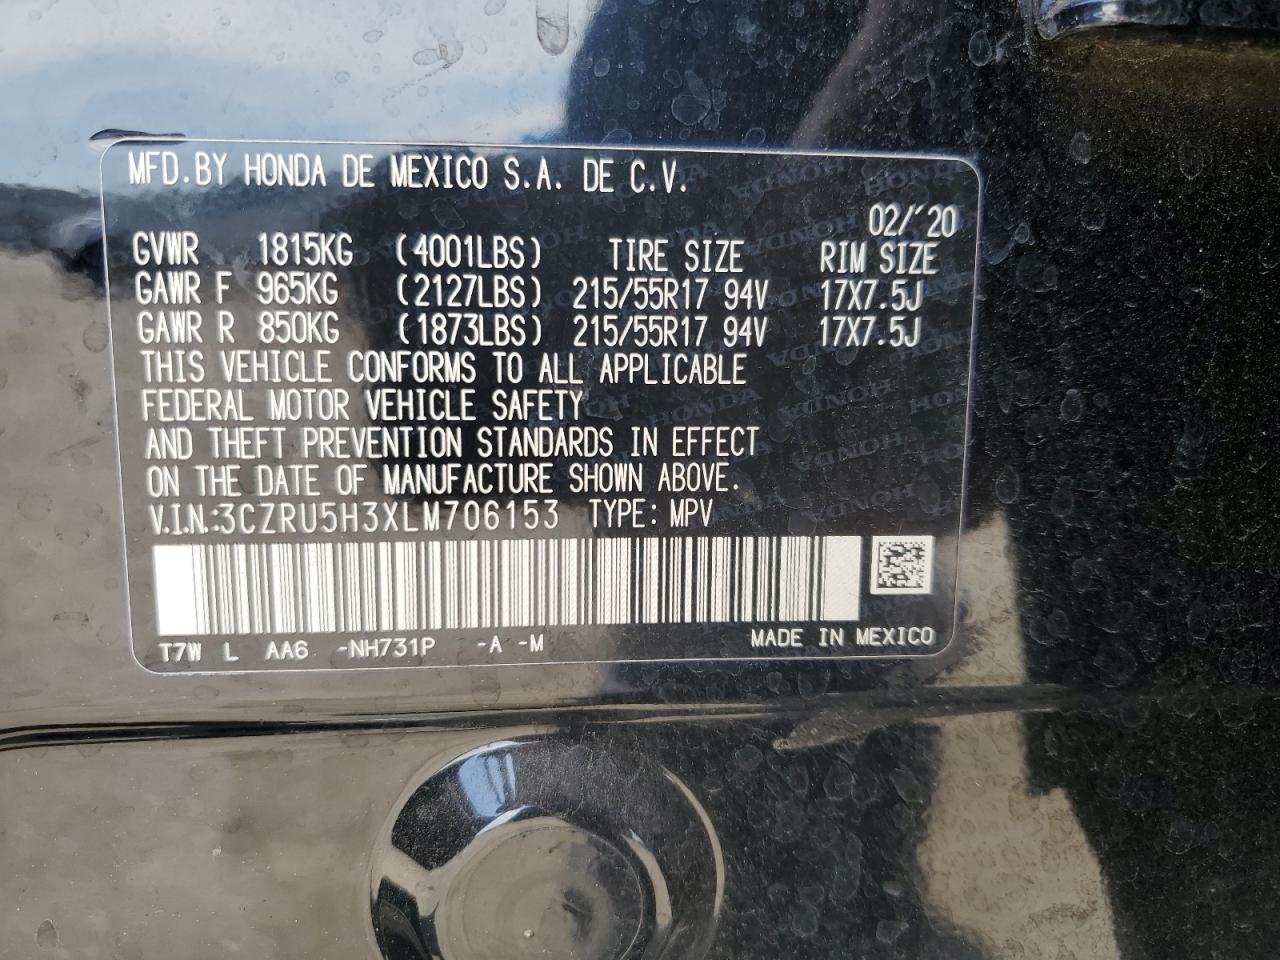 MFD.BY HONDA DE MEXICO S.A. DE C.V.
02/´20
GVWR 1815KG (4001LBS) TIRE SIZE RIM SIZE
GAWR F 965KG (2127LBS) 215/55R17 94V 17X7.5J
GAWR R 850KG (1873LBS) 215/55R17 94V 17X7.5J
THIS VEHICLE CONFORMS TO ALL APPLICABLE
FEDERAL MOTOR VEHICLE SAFETY
AND THEFT PREVENTION STANDARDS IN EFFECT
ON THE DATE OF MANUFACTURE SHOWN ABOVE.
V.I.N.:3CZRU5H3XLM706153 TYPE: MPV
T7W L AA6 -NH731P -A -M MADE IN MEXICO